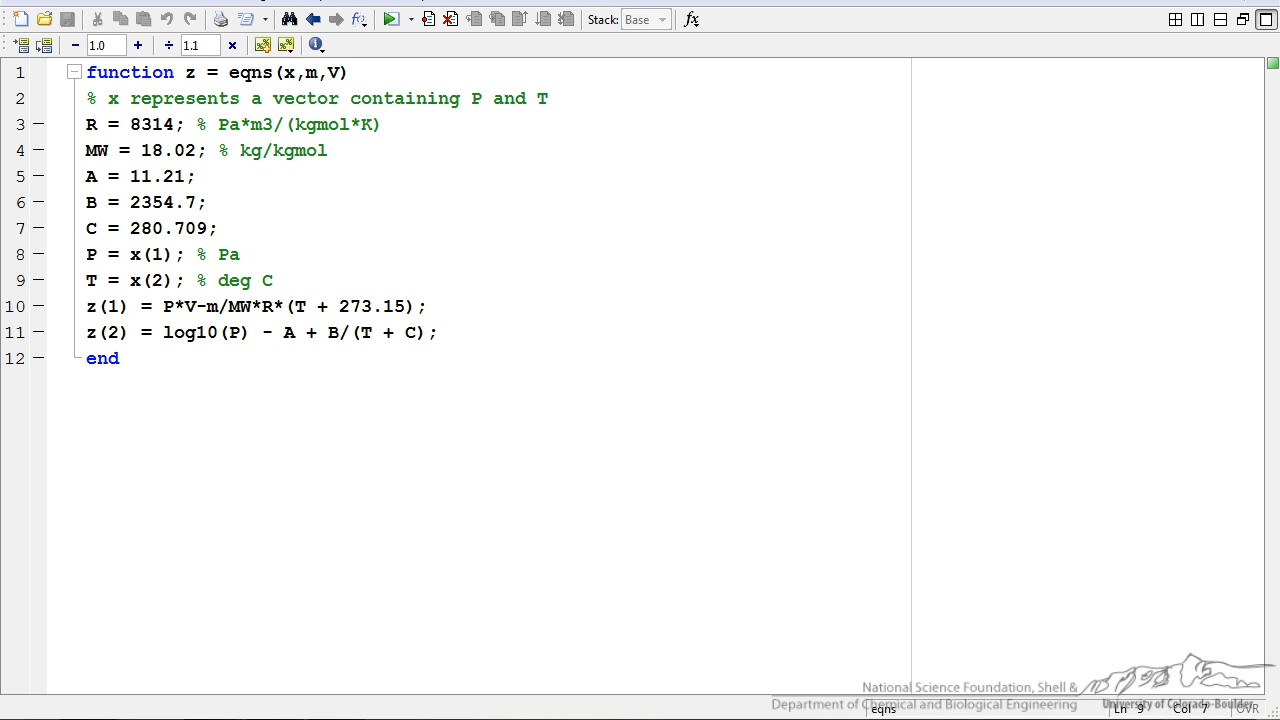 Stack: Base fx
− 1.0 + ÷ 1.1 ×
1 function z = eqns(x,m,V)
2 % x represents a vector containing P and T
3 R = 8314; % Pa*m3/(kgmol*K)
4 MW = 18.02; % kg/kgmol
5 A = 11.21;
6 B = 2354.7;
7 C = 280.709;
8 P = x(1); % Pa
9 T = x(2); % deg C
10 z(1) = P*V-m/MW*R*(T + 273.15);
11 z(2) = log10(P) - A + B/(T + C);
12 end
National Science Foundation, Shell &
Department of Chemical and Biological Engineering University of Colorado-Boulder
eqns Ln 9 Col 7 OVR